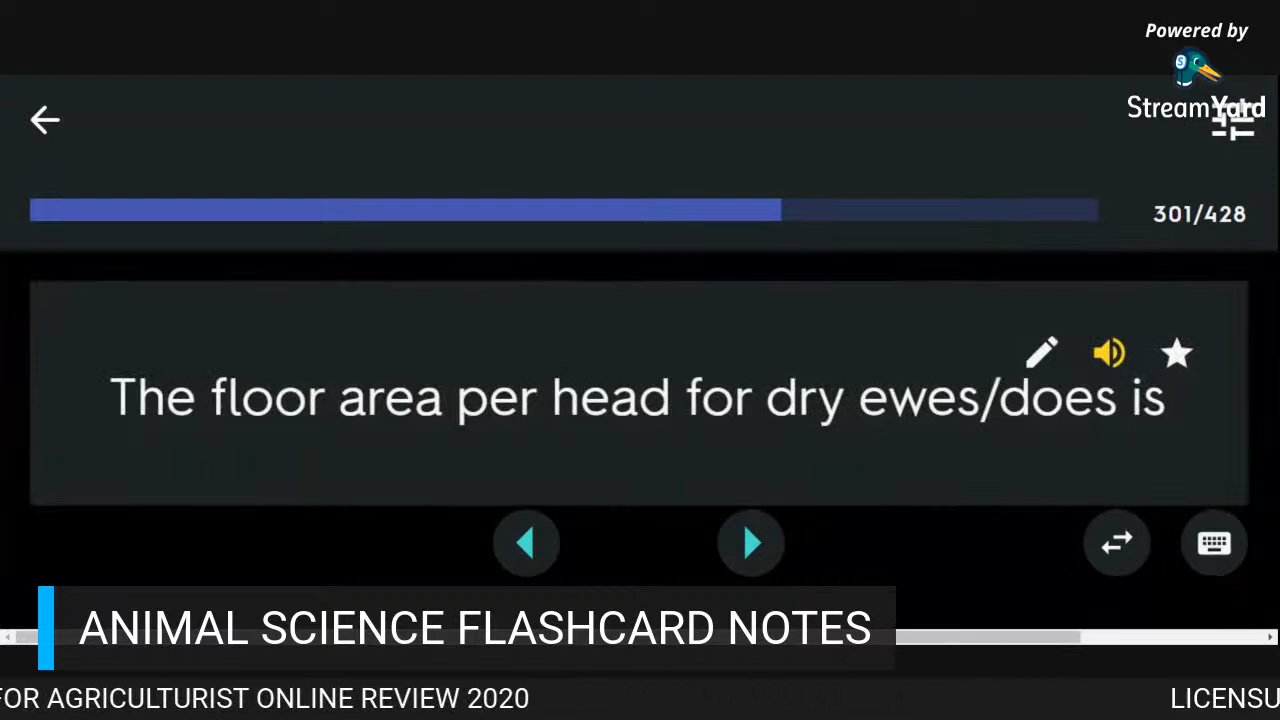 Powered by
StreamYard
301/428
The floor area per head for dry ewes/does is
ANIMAL SCIENCE FLASHCARD NOTES
FOR AGRICULTURIST ONLINE REVIEW 2020
LICENSU